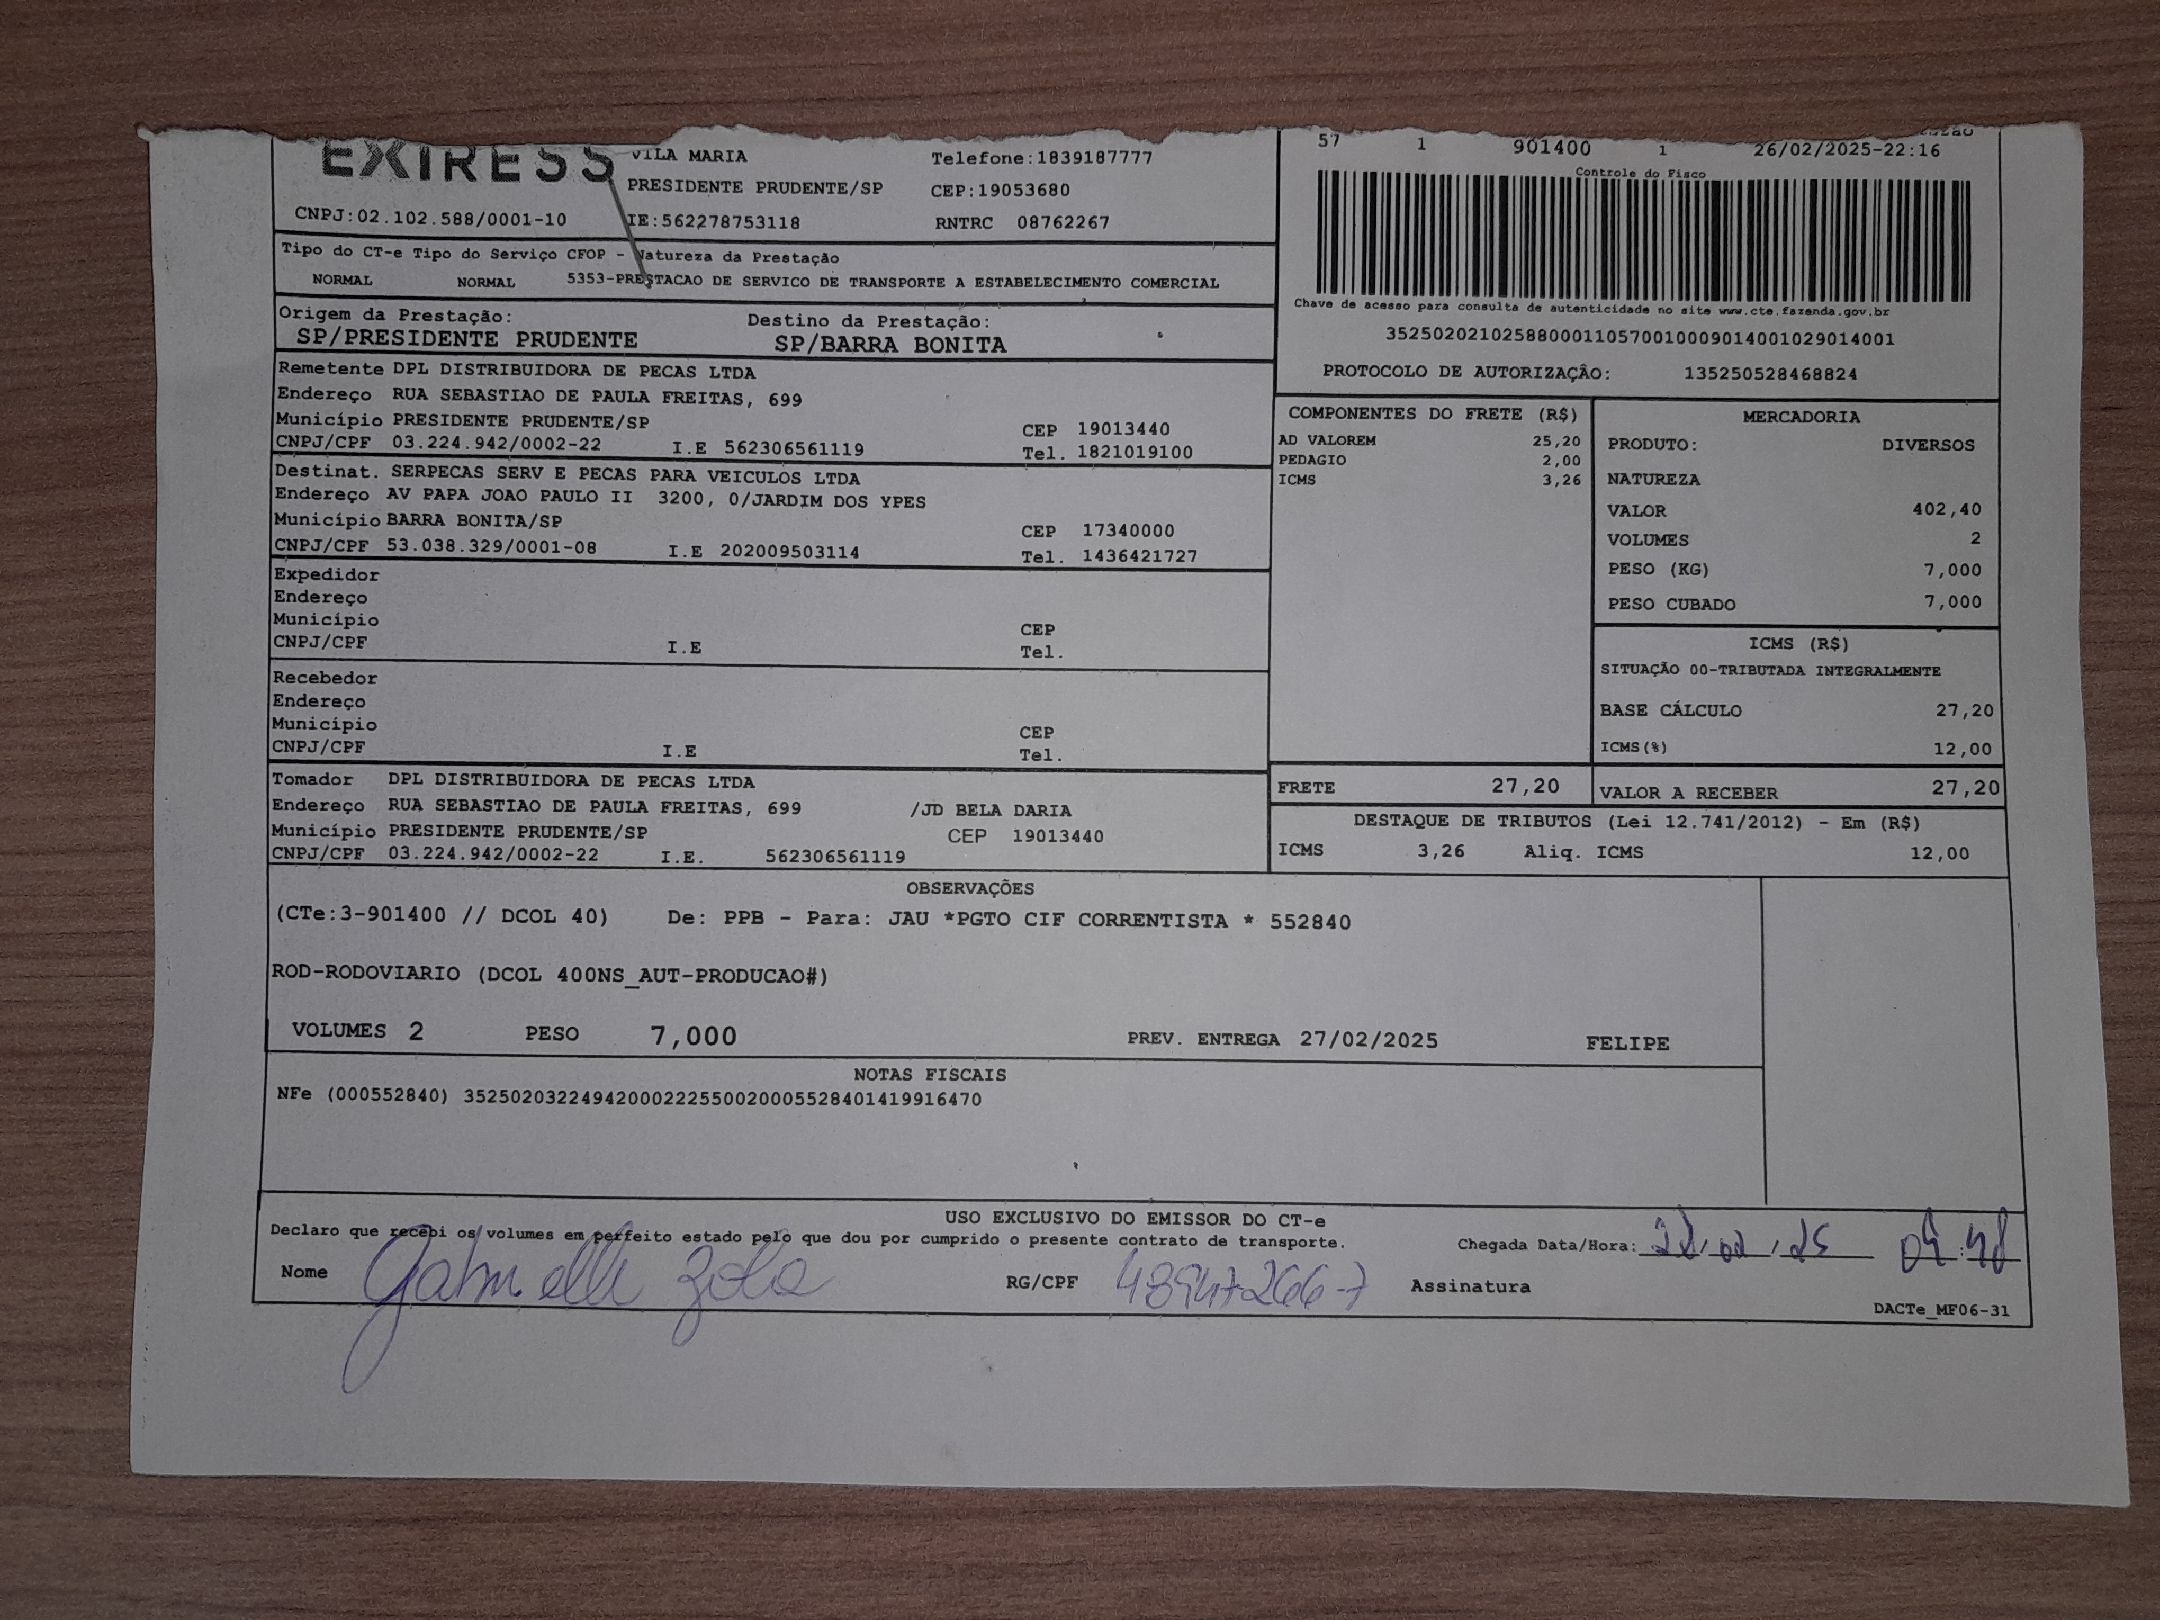 EXIRESS
VILA MARIA
Telefone:1839187777
PRESIDENTE PRUDENTE/SP
CEP:19053680
CNPJ:02.102.588/0001-10
IE:562278753118
RNTRC 08762267
57 1 901400 1 26/02/2025-22:16
Controle do Fisco
Chave de acesso para consulta de autenticidade no site www.cte.fazenda.gov.br
35250202102588000110570010009014001029014001
PROTOCOLO DE AUTORIZAÇÃO: 135250528468824
Tipo do CT-e Tipo do Serviço CFOP - Natureza da Prestação
NORMAL NORMAL 5353-PRESTACAO DE SERVICO DE TRANSPORTE A ESTABELECIMENTO COMERCIAL
Origem da Prestação: Destino da Prestação:
SP/PRESIDENTE PRUDENTE SP/BARRA BONITA
Remetente DPL DISTRIBUIDORA DE PECAS LTDA
Endereço RUA SEBASTIAO DE PAULA FREITAS, 699
Município PRESIDENTE PRUDENTE/SP CEP 19013440
CNPJ/CPF 03.224.942/0002-22 I.E 562306561119 Tel. 1821019100
Destinat. SERPECAS SERV E PECAS PARA VEICULOS LTDA
Endereço AV PAPA JOAO PAULO II 3200, 0/JARDIM DOS YPES
Município BARRA BONITA/SP CEP 17340000
CNPJ/CPF 53.038.329/0001-08 I.E 202009503114 Tel. 1436421727
Expedidor
Endereço
Município CEP
CNPJ/CPF I.E Tel.
Recebedor
Endereço
Município CEP
CNPJ/CPF I.E Tel.
Tomador DPL DISTRIBUIDORA DE PECAS LTDA
Endereço RUA SEBASTIAO DE PAULA FREITAS, 699 /JD BELA DARIA
Município PRESIDENTE PRUDENTE/SP CEP 19013440
CNPJ/CPF 03.224.942/0002-22 I.E. 562306561119
COMPONENTES DO FRETE (R$)
AD VALOREM 25,20
PEDAGIO 2,00
ICMS 3,26
FRETE 27,20
MERCADORIA
PRODUTO: DIVERSOS
NATUREZA
VALOR 402,40
VOLUMES 2
PESO (KG) 7,000
PESO CUBADO 7,000
ICMS (R$)
SITUAÇÃO 00-TRIBUTADA INTEGRALMENTE
BASE CÁLCULO 27,20
ICMS(%) 12,00
VALOR A RECEBER 27,20
DESTAQUE DE TRIBUTOS (Lei 12.741/2012) - Em (R$)
ICMS 3,26 Aliq. ICMS 12,00
OBSERVAÇÕES
(CTe:3-901400 // DCOL 40) De: PPB - Para: JAU *PGTO CIF CORRENTISTA * 552840
ROD-RODOVIARIO (DCOL 400NS_AUT-PRODUCAO#)
VOLUMES 2 PESO 7,000 PREV. ENTREGA 27/02/2025 FELIPE
NOTAS FISCAIS
NFe (000552840) 35250203224942000222550020005528401419916470
USO EXCLUSIVO DO EMISSOR DO CT-e
Declaro que recebi os volumes em perfeito estado pelo que dou por cumprido o presente contrato de transporte.
Chegada Data/Hora:
Nome Gabrielli Zola RG/CPF Assinatura
DACTe_MF06-31